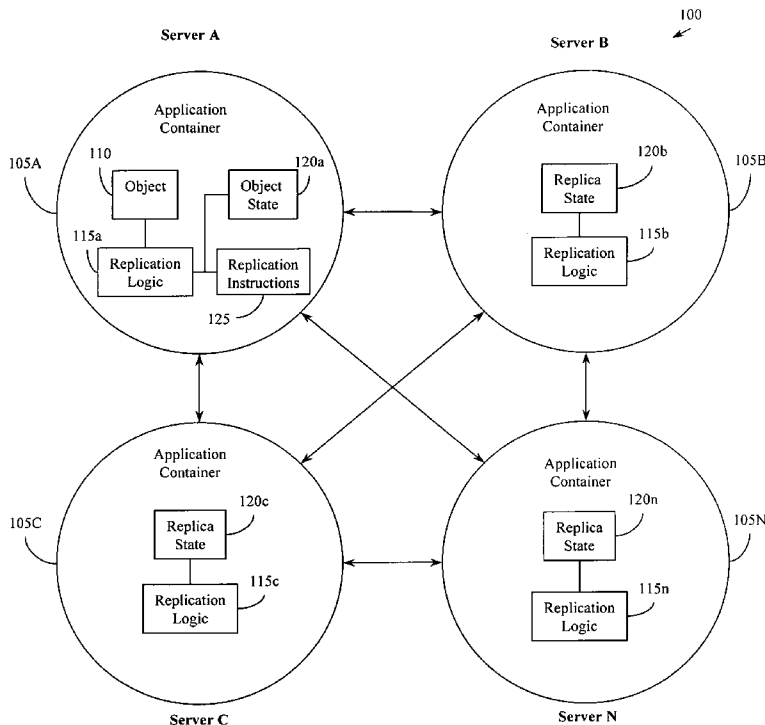 100
Server A
Server B
Application
Container
110
Object
120a
Object
State
105A
115a
Replication
Logic
Replication
Instructions
125
Application
Container
120b
Replica
State
105B
115b
Replication
Logic
Application
Container
120c
Replica
State
105C
115c
Replication
Logic
Application
Container
120n
Replica
State
105N
115n
Replication
Logic
Server C
Server N